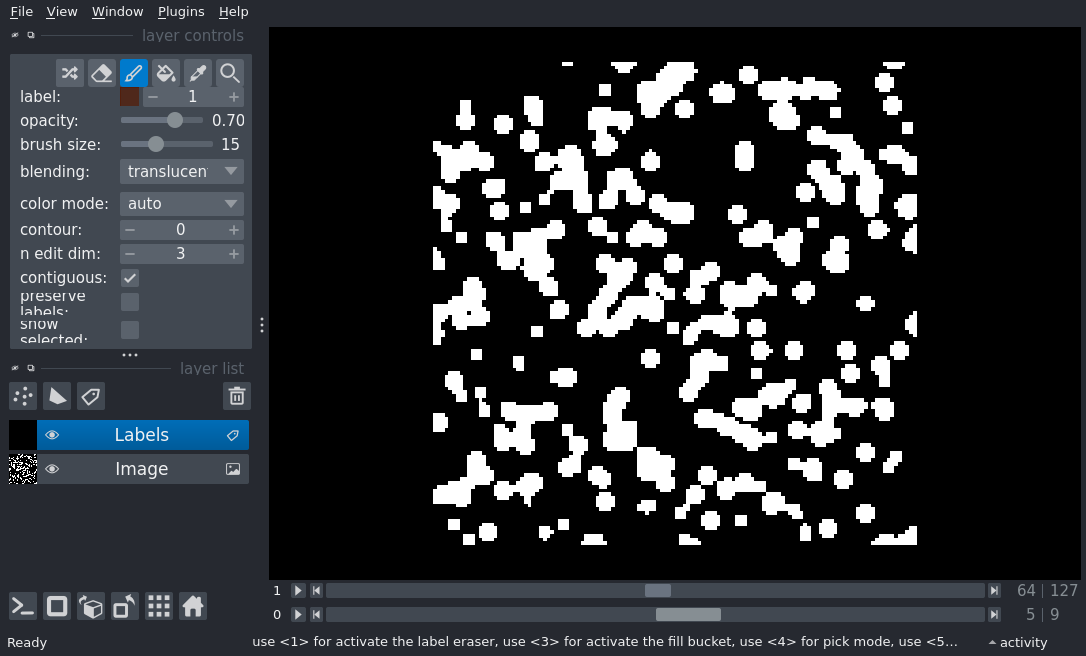 File View Window Plugins Help
layer controls
label: − 1 +
opacity: 0.70
brush size: 15
blending: translucen
color mode: auto
contour: − 0 +
n edit dim: − 3 +
contiguous:
preserve
labels:
show
selected:
layer list
Labels
Image
1 64 | 127
0 5 | 9
Ready use <1> for activate the label eraser, use <3> for activate the fill bucket, use <4> for pick mode, use <5... activity